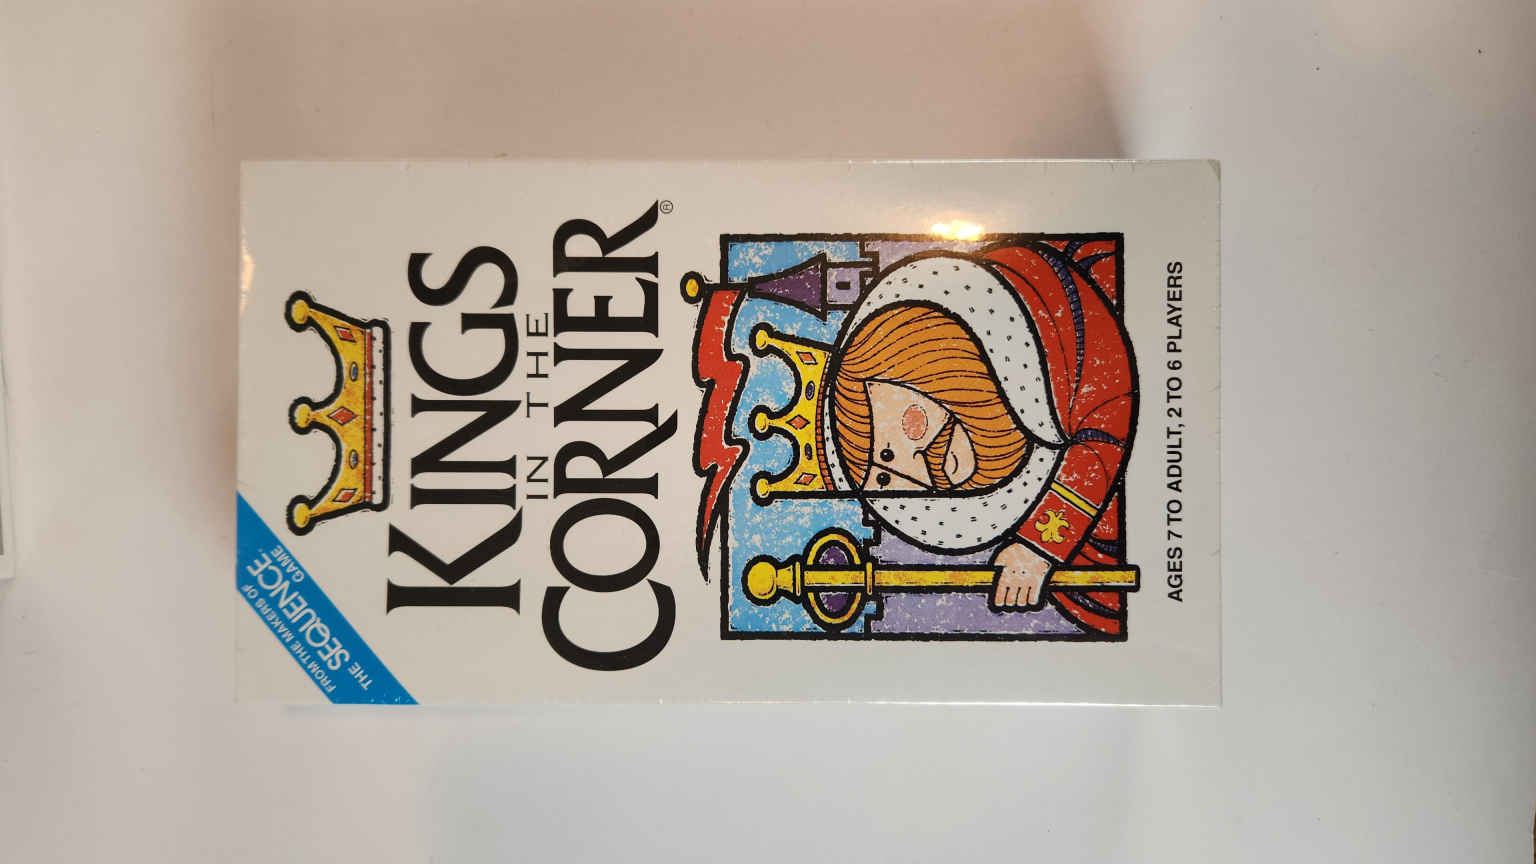 FROM THE MAKERS OF
THE SEQUENCE
GAME...
KINGS
IN THE
CORNER®
AGES 7 TO ADULT, 2 TO 6 PLAYERS